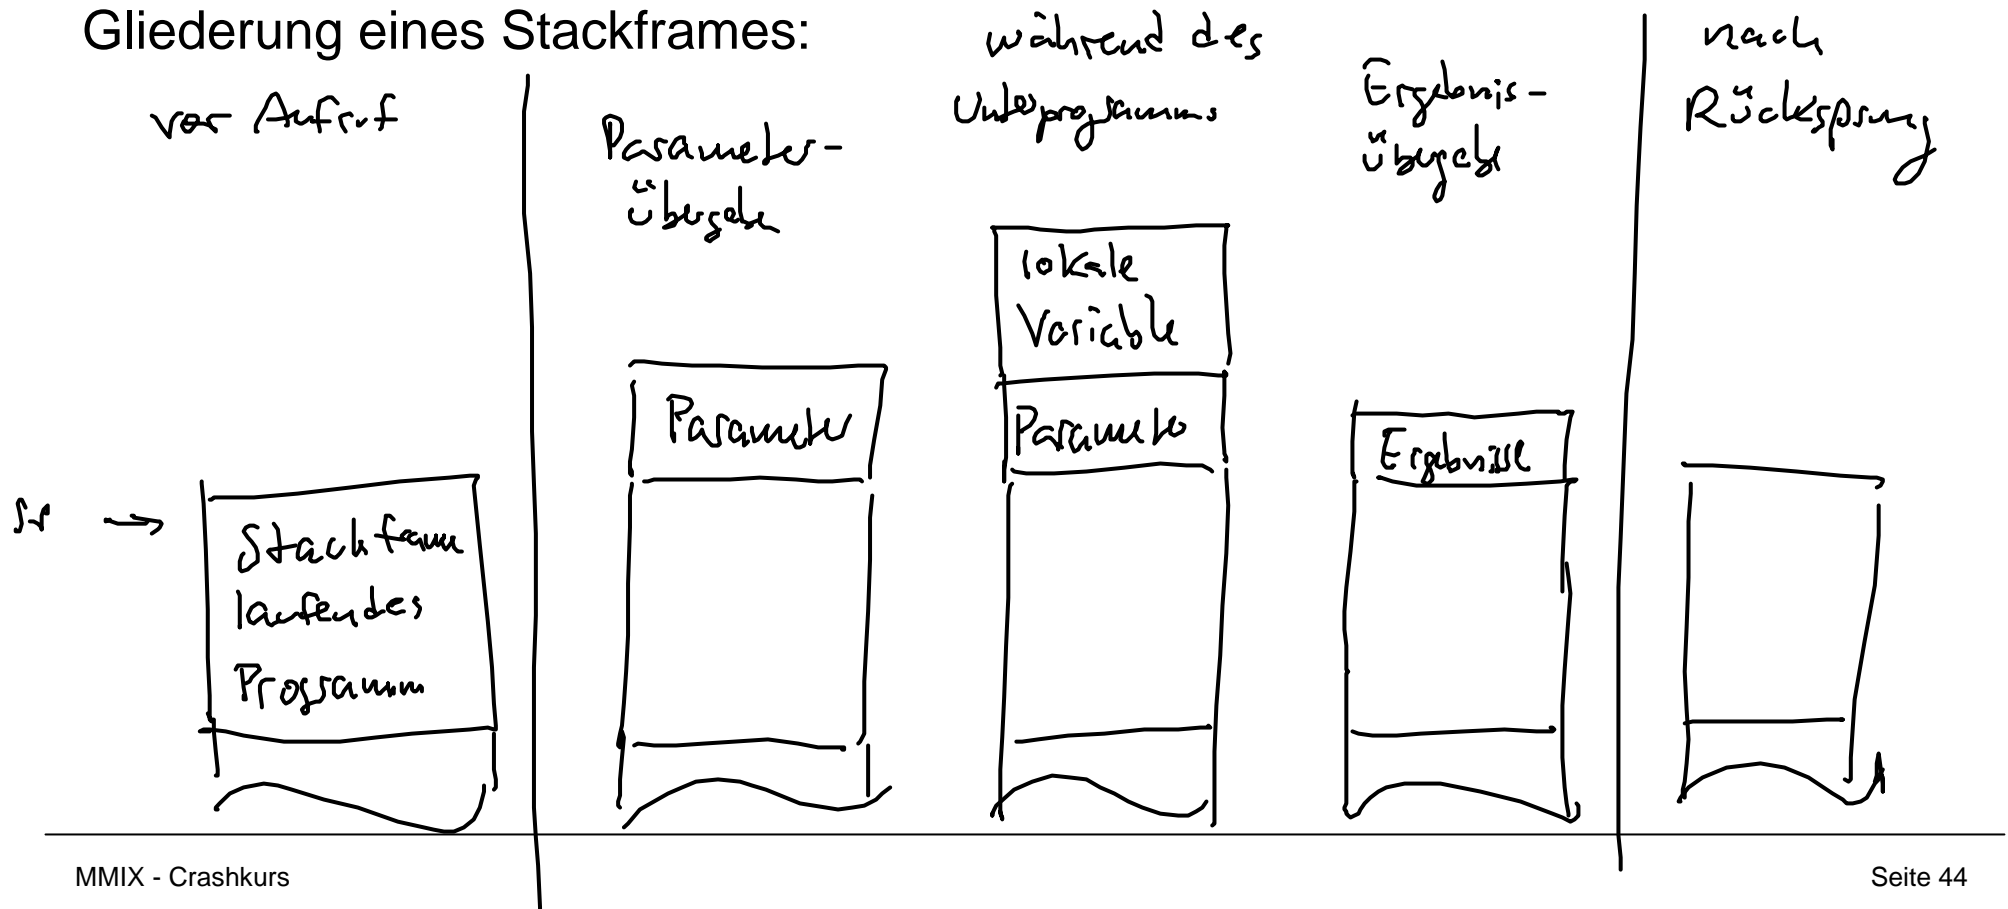 Gliederung eines Stackframes:
vor Aufruf
Parameter-
übergabe
während des
Unterprogramms
Ergebnis-
übergabe
nach
Rücksprung
lokale
Variable
Parameter
Parameter
Ergebnisse
Stackframe
laufendes
Programm
MMIX - Crashkurs
Seite 44